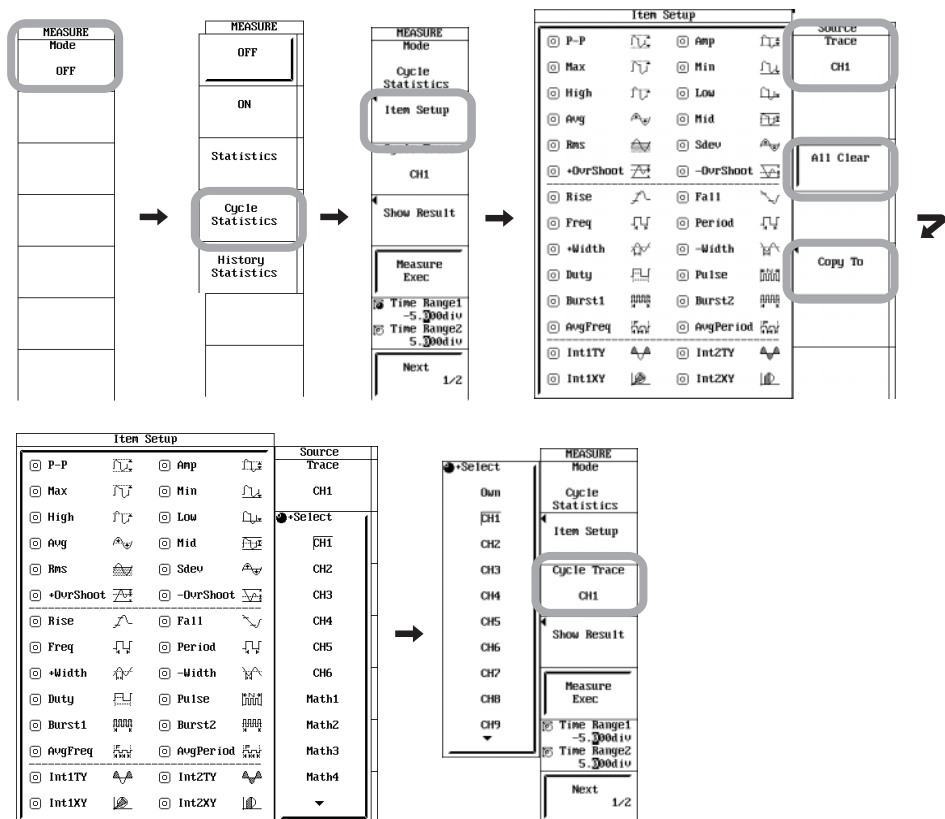 MEASURE
Mode
OFF
MEASURE
OFF
ON
Statistics
Cycle
Statistics
History
Statistics
MEASURE
Mode
Cycle
Statistics
Item Setup
CH1
Show Result
Measure
Exec
Time Range1
-5.00div
Time Range2
5.00div
Next
1/2
Item Setup
P-P Amp
Max Min
High Low
Avg Mid
Rms Sdev
+OvrShoot -OvrShoot
Rise Fall
Freq Period
+Width -Width
Duty Pulse
Burst1 Burst2
AvgFreq AvgPeriod
Int1TY Int2TY
Int1XY Int2XY
Source
Trace
CH1
All Clear
Copy To
Item Setup
P-P Amp
Max Min
High Low
Avg Mid
Rms Sdev
+OvrShoot -OvrShoot
Rise Fall
Freq Period
+Width -Width
Duty Pulse
Burst1 Burst2
AvgFreq AvgPeriod
Int1TY Int2TY
Int1XY Int2XY
Source
Trace
CH1
+Select
CH1
CH2
CH3
CH4
CH5
CH6
Math1
Math2
Math3
Math4
+Select
Own
CH1
CH2
CH3
CH4
CH5
CH6
CH7
CH8
CH9
MEASURE
Mode
Cycle
Statistics
Item Setup
Cycle Trace
CH1
Show Result
Measure
Exec
Time Range1
-5.00div
Time Range2
5.00div
Next
1/2